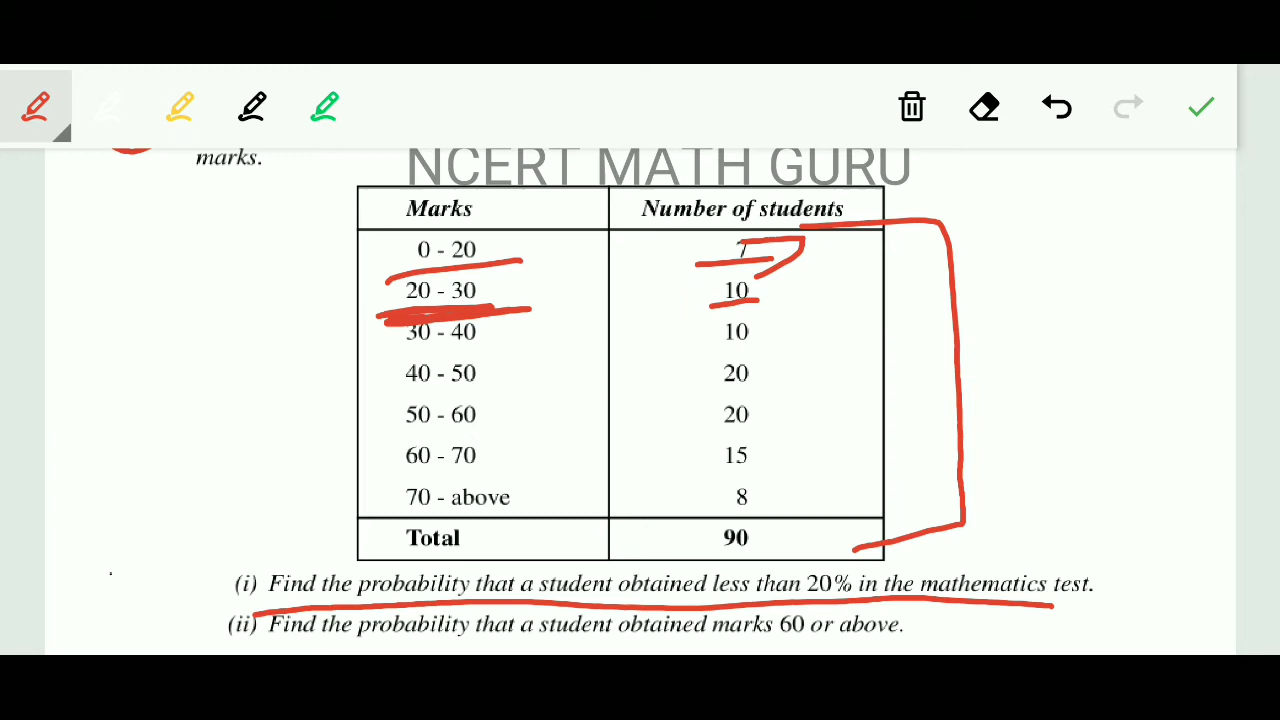 marks.
NCERT MATH GURU
Marks Number of students
0 - 20 7
20 - 30 10
30 - 40 10
40 - 50 20
50 - 60 20
60 - 70 15
70 - above 8
Total 90
(i) Find the probability that a student obtained less than 20% in the mathematics test.
(ii) Find the probability that a student obtained marks 60 or above.